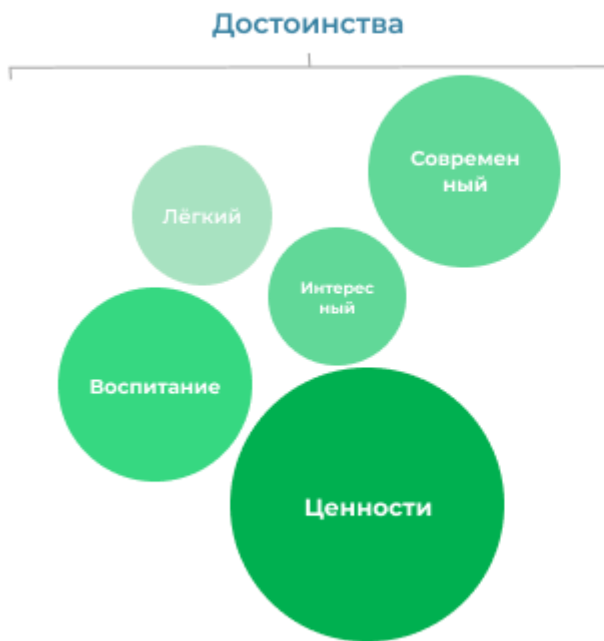 Достоинства
Современ
ный
Лёгкий
Интерес
ный
Воспитание
Ценности